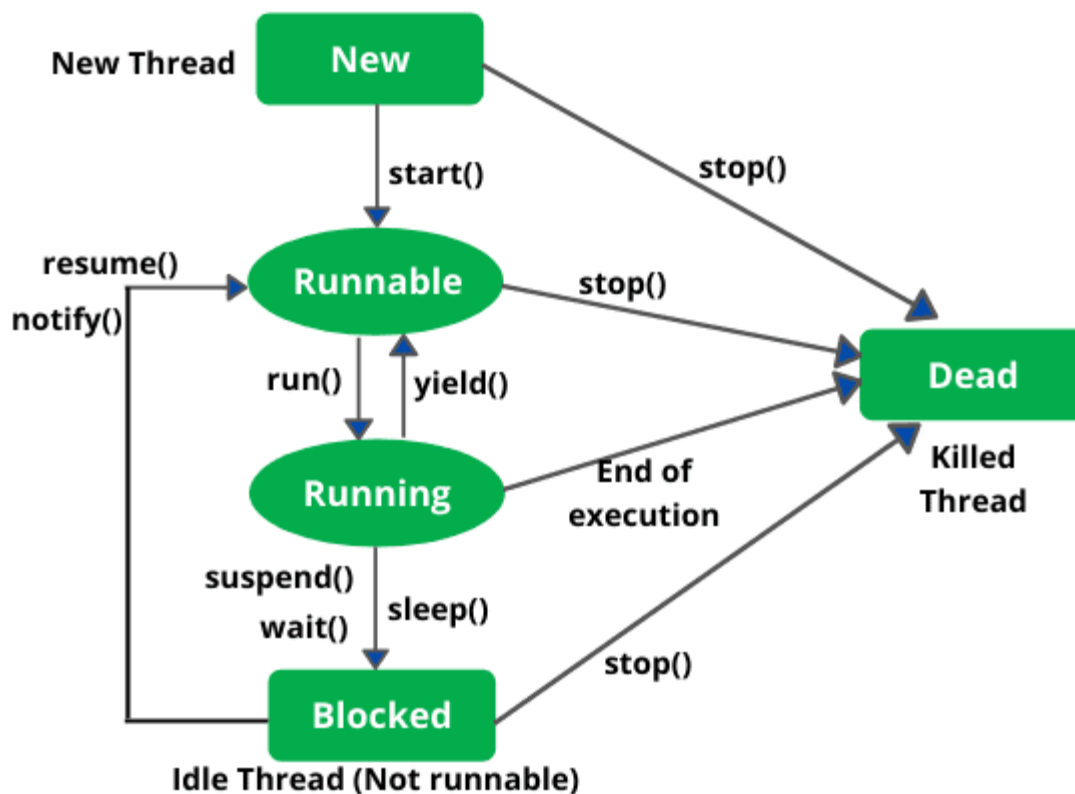 New Thread
New
start()
stop()
resume()
notify()
Runnable
stop()
run()
yield()
Dead
Killed
Thread
Running
End of
execution
suspend()
wait()
sleep()
stop()
Blocked
Idle Thread (Not runnable)